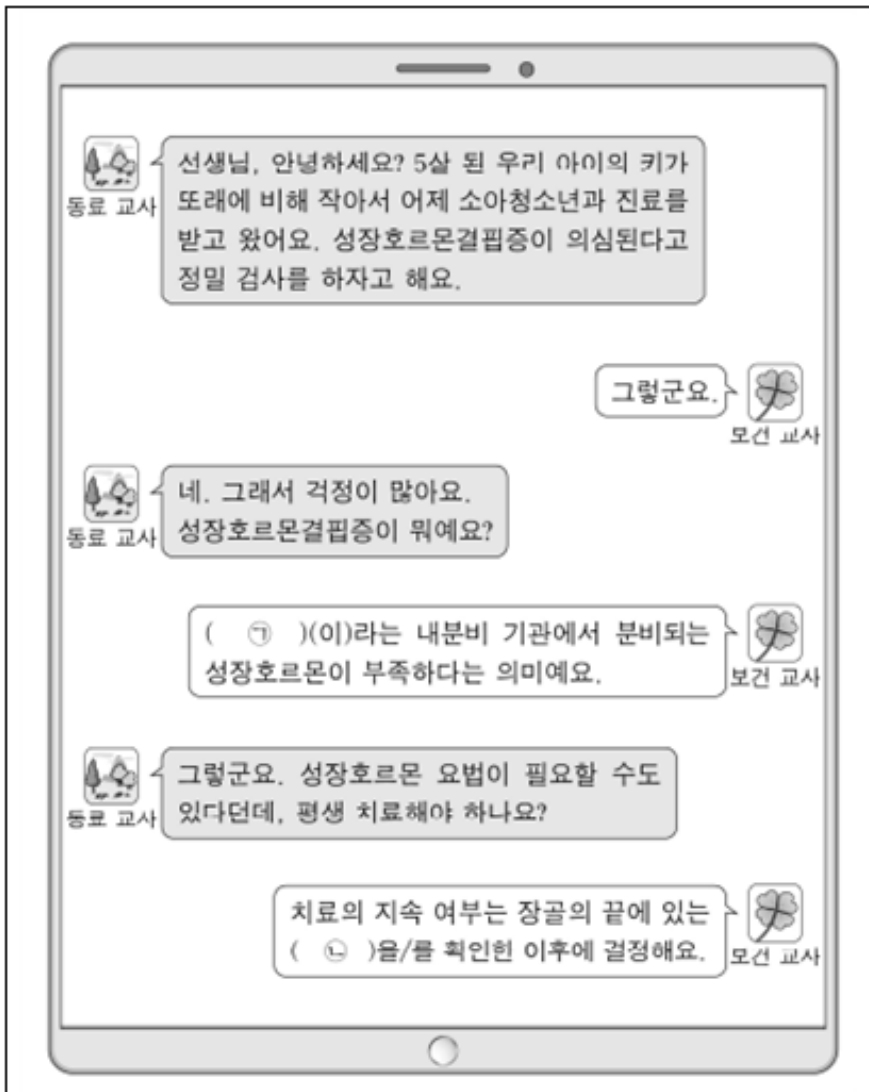 동료 교사
선생님, 안녕하세요? 5살 된 우리 아이의 키가
또래에 비해 작아서 어제 소아청소년과 진료를
받고 왔어요. 성장호르몬결핍증이 의심된다고
정밀 검사를 하자고 해요.
그렇군요.
보건 교사
동료 교사
네. 그래서 걱정이 많아요.
성장호르몬결핍증이 뭐예요?
( ㉠ )(이)라는 내분비 기관에서 분비되는
성장호르몬이 부족하다는 의미예요.
보건 교사
동료 교사
그렇군요. 성장호르몬 요법이 필요할 수도
있다던데, 평생 치료해야 하나요?
치료의 지속 여부는 장골의 끝에 있는
( ㉡ )을/를 확인한 이후에 결정해요.
보건 교사